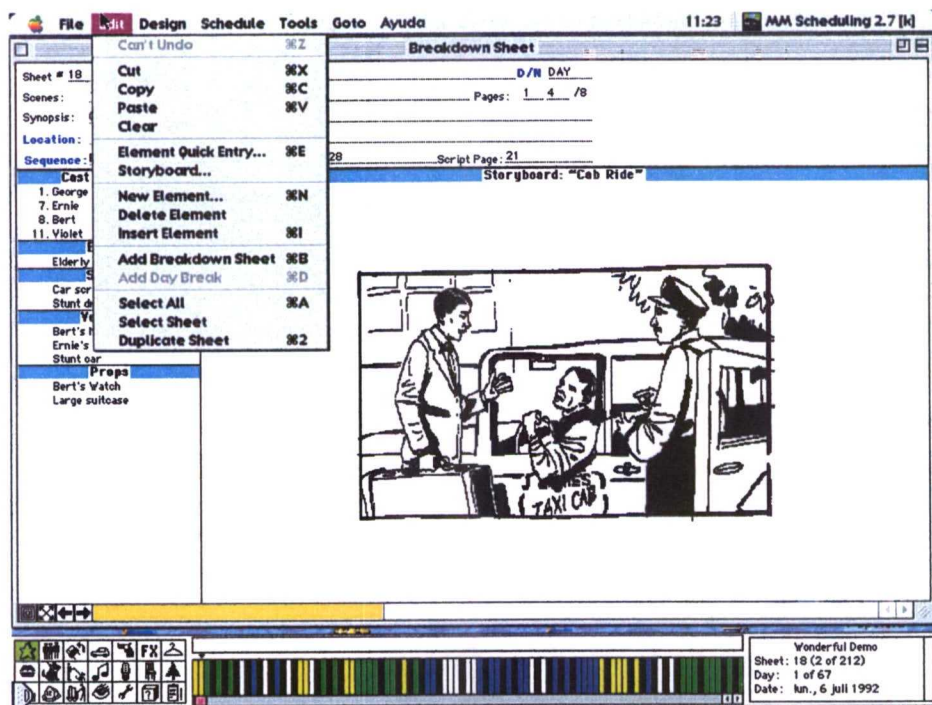 File Edit Design Schedule Tools Goto Ayuda 11:23 MM Scheduling 2.7 [k]
Breakdown Sheet
Can't Undo ⌘Z
Cut ⌘X
Copy ⌘C
Paste ⌘V
Clear
Element Quick Entry... ⌘E
Storyboard...
New Element... ⌘N
Delete Element
Insert Element ⌘I
Add Breakdown Sheet ⌘B
Add Day Break ⌘D
Select All ⌘A
Select Sheet
Duplicate Sheet ⌘2
Sheet # 18
D/N DAY
Scenes:
Pages: 1 4 /8
Synopsis:
Location:
Sequence:
28
Script Page: 21
Cast
1. George
7. Ernie
8. Bert
11. Violet
Elderly
Stunt
Bert's
Ernie's
Stunt car
Props
Bert's Watch
Large suitcase
Storyboard: "Cab Ride"
TAXI CAB
FX
Wonderful Demo
Sheet: 18 (2 of 212)
Day: 1 of 67
Date: lun., 6 juli 1992